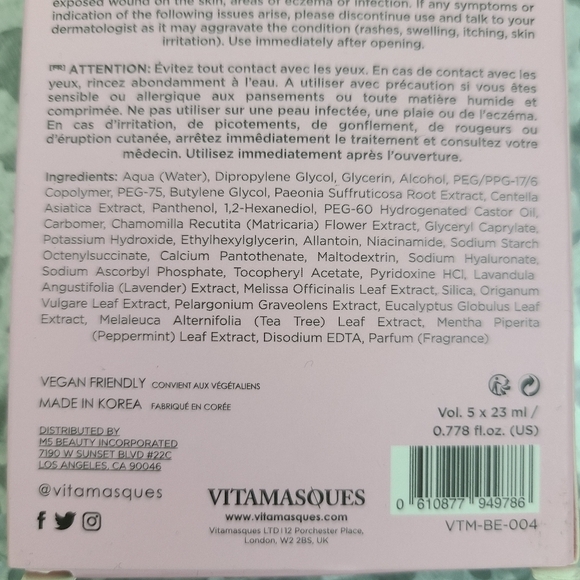 exposed wound on the skin, areas of eczema or infection. If any symptoms or
indication of the following issues arise, please discontinue use and talk to your
dermatologist as it may aggravate the condition (rashes, swelling, itching, skin
irritation). Use immediately after opening.
[FR] ATTENTION: Évitez tout contact avec les yeux. En cas de contact avec les
yeux, rincez abondamment à l'eau. A utiliser avec précaution si vous êtes
sensible ou allergique aux pansements ou toute matière humide et
comprimée. Ne pas utiliser sur une peau infectée, une plaie ou de l'eczéma.
En cas d'irritation, de picotements, de gonflement, de rougeurs ou
d'éruption cutanée, arrêtez immédiatement le traitement et consultez votre
médecin. Utilisez immediatement après l'ouverture.
Ingredients: Aqua (Water), Dipropylene Glycol, Glycerin, Alcohol, PEG/PPG-17/6
Copolymer, PEG-75, Butylene Glycol, Paeonia Suffruticosa Root Extract, Centella
Asiatica Extract, Panthenol, 1,2-Hexanediol, PEG-60 Hydrogenated Castor Oil,
Carbomer, Chamomilla Recutita (Matricaria) Flower Extract, Glyceryl Caprylate,
Potassium Hydroxide, Ethylhexylglycerin, Allantoin, Niacinamide, Sodium Starch
Octenylsuccinate, Calcium Pantothenate, Maltodextrin, Sodium Hyaluronate,
Sodium Ascorbyl Phosphate, Tocopheryl Acetate, Pyridoxine HCl, Lavandula
Angustifolia (Lavender) Extract, Melissa Officinalis Leaf Extract, Silica, Origanum
Vulgare Leaf Extract, Pelargonium Graveolens Extract, Eucalyptus Globulus Leaf
Extract, Melaleuca Alternifolia (Tea Tree) Leaf Extract, Mentha Piperita
(Peppermint) Leaf Extract, Disodium EDTA, Parfum (Fragrance)
VEGAN FRIENDLY CONVIENT AUX VÉGÉTALIENS
MADE IN KOREA FABRIQUÉ EN CORÉE
Vol. 5 x 23 ml /
0.778 fl.oz. (US)
DISTRIBUTED BY
M5 BEAUTY INCORPORATED
7190 W SUNSET BLVD #22C
LOS ANGELES, CA 90046
@vitamasques
VITAMASQUES
www.vitamasques.com
Vitamasques LTD | 12 Porchester Place,
London, W2 2BS, UK
0 610877 949786
VTM-BE-004